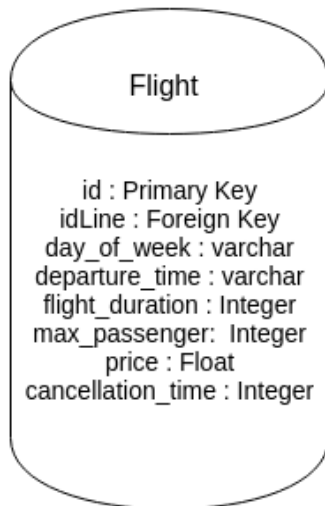 Flight
id : Primary Key
idLine : Foreign Key
day_of_week : varchar
departure_time : varchar
flight_duration : Integer
max_passenger:  Integer
price : Float
cancellation_time : Integer